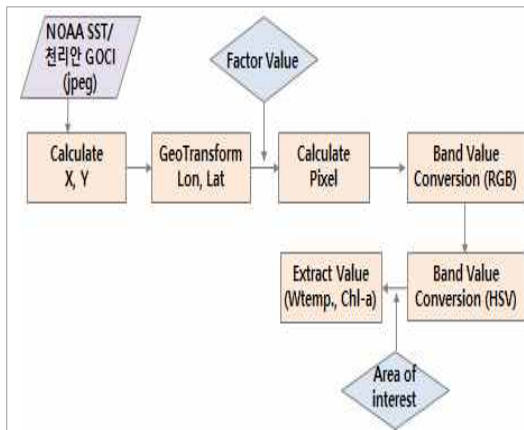 NOAA SST/
천리안 GOCI
(jpeg)
Factor Value
Calculate
X, Y
GeoTransform
Lon, Lat
Calculate
Pixel
Band Value
Conversion (RGB)
Extract Value
(Wtemp., Chl-a)
Band Value
Conversion (HSV)
Area of
interest